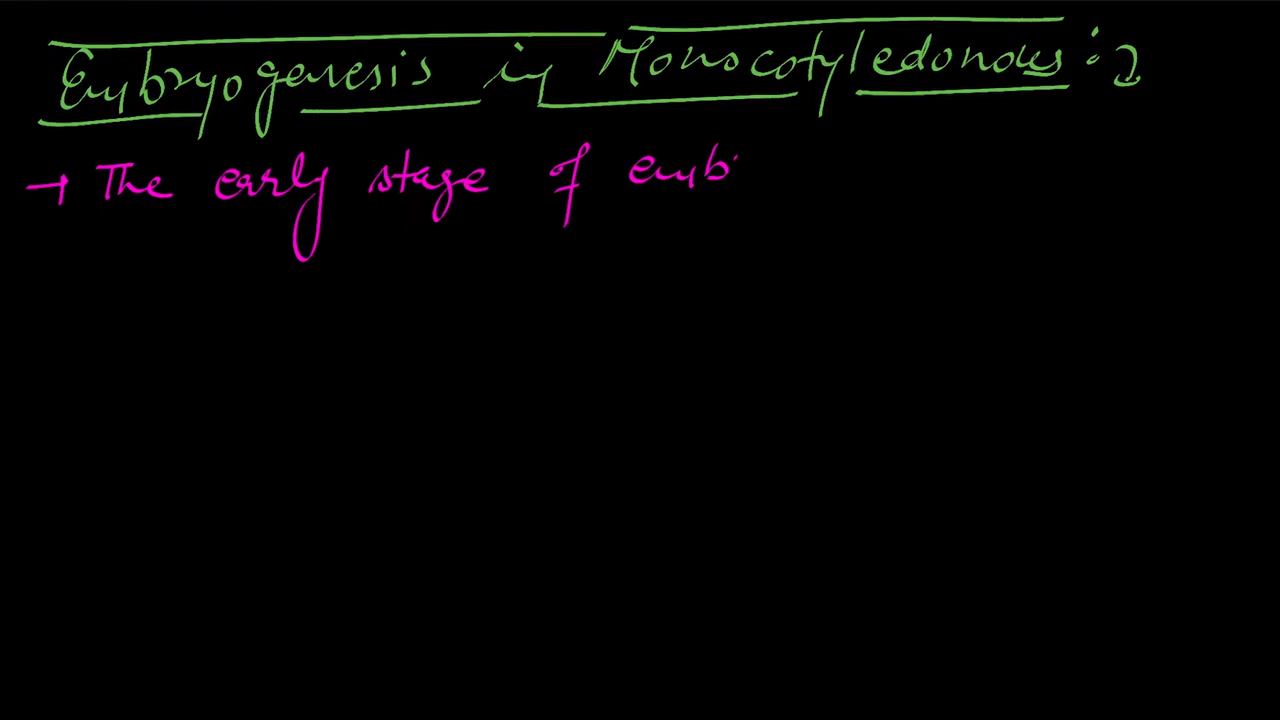 Embryogenesis in Monocotyledonous :-
→ The early stage of emb